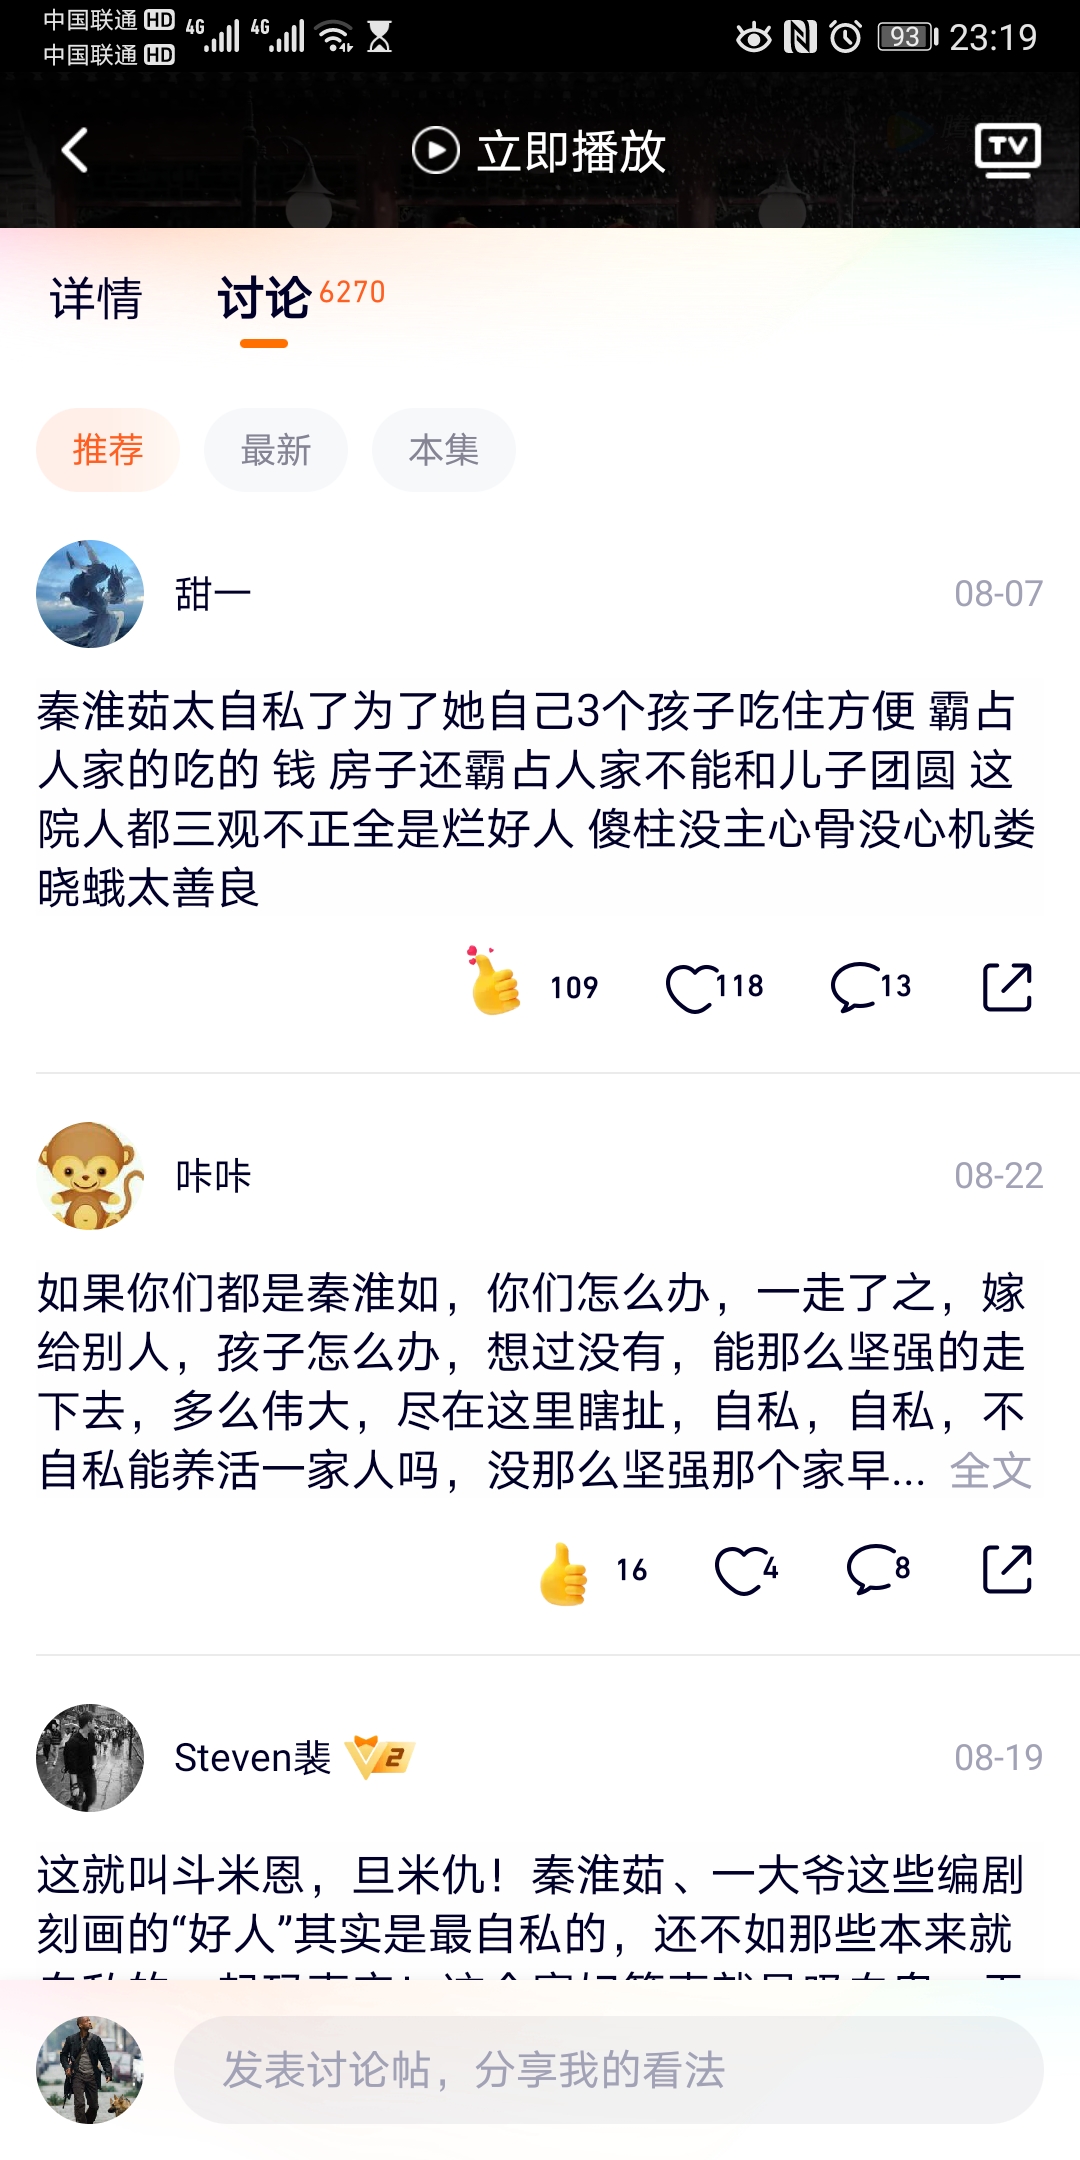 中国联通 HD 4G 4G 93 23:19
中国联通 HD
立即播放 TV
详情 讨论 6270
推荐 最新 本集
甜一 08-07
秦淮茹太自私了为了她自己3个孩子吃住方便 霸占
人家的吃的 钱 房子还霸占人家不能和儿子团圆 这
院人都三观不正全是烂好人 傻柱没主心骨没心机娄
晓蛾太善良
109 118 13
咔咔 08-22
如果你们都是秦淮如，你们怎么办，一走了之，嫁
给别人，孩子怎么办，想过没有，能那么坚强的走
下去，多么伟大，尽在这里瞎扯，自私，自私，不
自私能养活一家人吗，没那么坚强那个家早... 全文
16 4 8
Steven裴 V2 08-19
这就叫斗米恩，旦米仇！秦淮茹、一大爷这些编剧
刻画的“好人”其实是最自私的，还不如那些本来就
发表讨论帖，分享我的看法